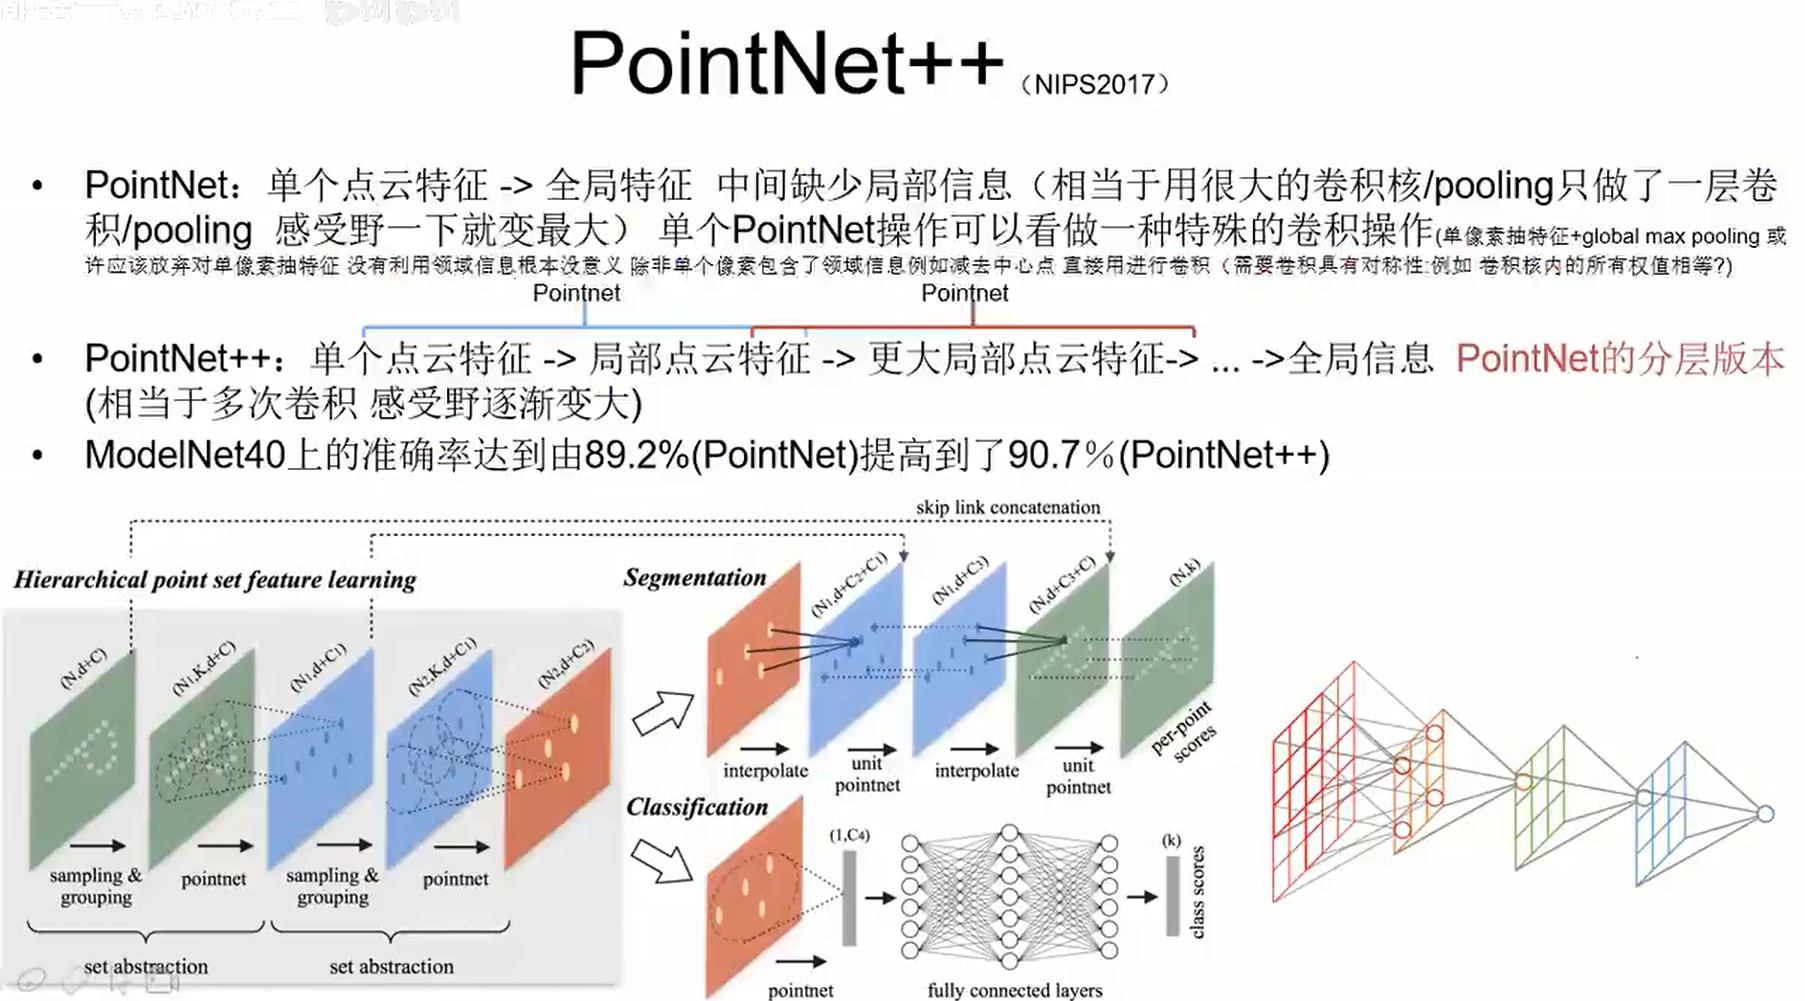 PointNet++（NIPS2017）
• PointNet：单个点云特征 -> 全局特征 中间缺少局部信息（相当于用很大的卷积核/pooling只做了一层卷
积/pooling 感受野一下就变最大） 单个PointNet操作可以看做一种特殊的卷积操作(单像素抽特征+global max pooling 或
许应该放弃对单像素抽特征 没有利用领域信息根本没意义 除非单个像素包含了领域信息例如减去中心点 直接用进行卷积（需要卷积具有对称性:例如 卷积核内的所有权值相等?)
Pointnet
Pointnet
• PointNet++：单个点云特征 -> 局部点云特征 -> 更大局部点云特征-> ... ->全局信息 PointNet的分层版本
(相当于多次卷积 感受野逐渐变大)
• ModelNet40上的准确率达到由89.2%(PointNet)提高到了90.7％(PointNet++)
skip link concatenation
Hierarchical point set feature learning
(N,d+C)
(N1,K,d+C)
(N1,d+C1)
(N2,K,d+C1)
(N2,d+C2)
sampling &
grouping
pointnet
sampling &
grouping
pointnet
set abstraction
set abstraction
Segmentation
(N1,d+C2+C1)
(N1,d+C3)
(N,d+C3+C)
(N,k)
interpolate
unit
pointnet
interpolate
unit
pointnet
per-point
scores
Classification
(1,C4)
(k)
class scores
pointnet
fully connected layers